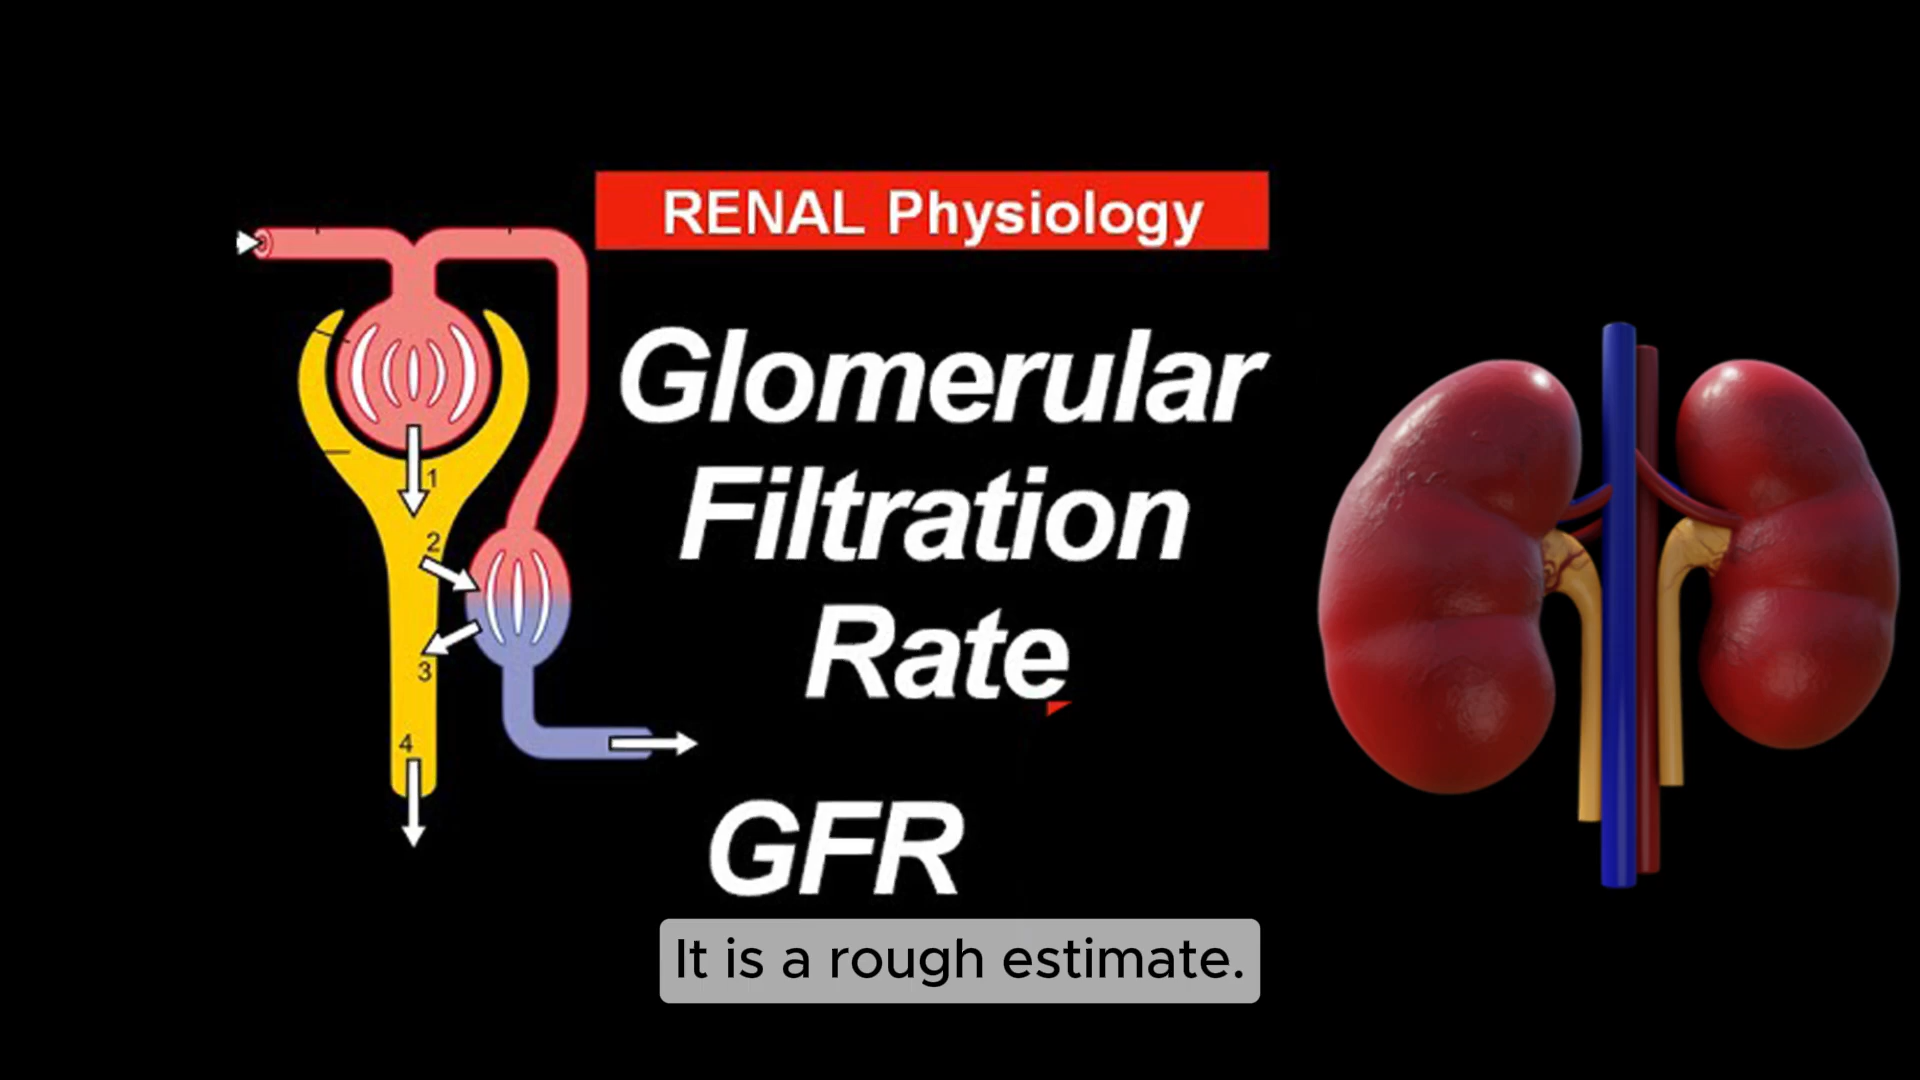 RENAL Physiology
Glomerular
Filtration
Rate
1
2
3
4
GFR
It is a rough estimate.